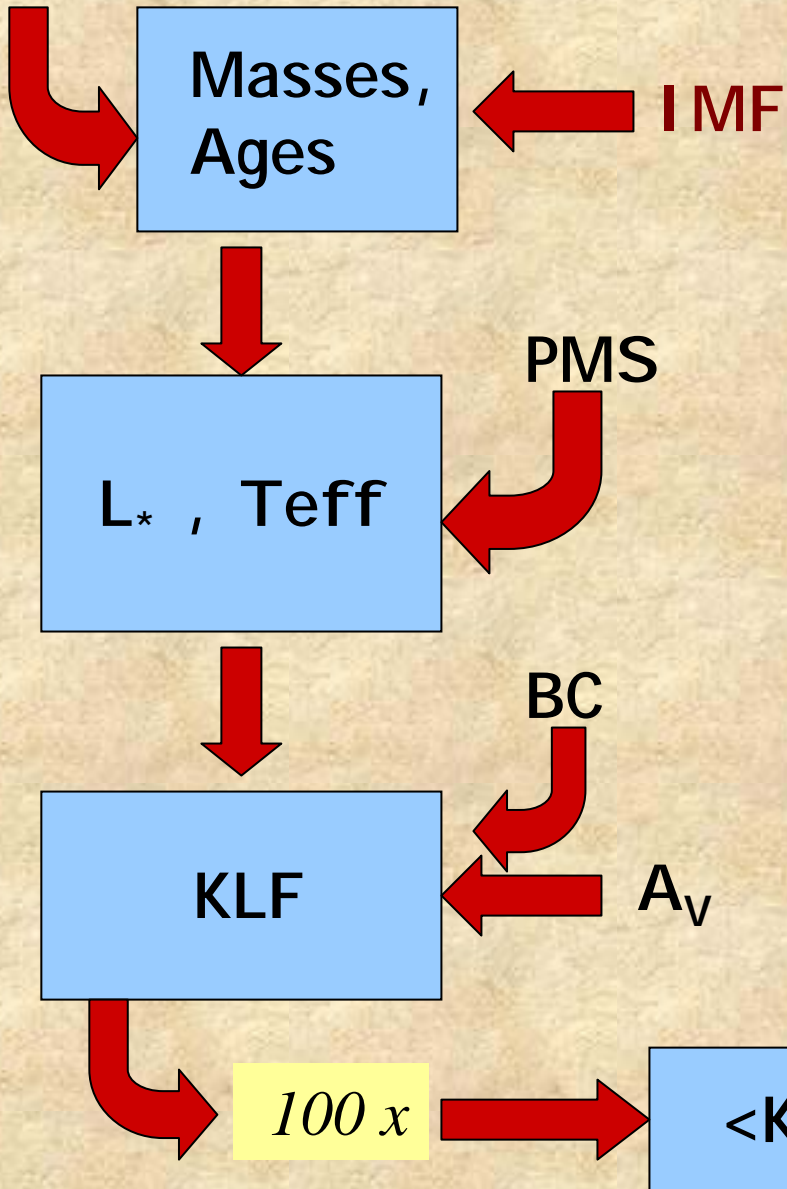 Masses,
Ages
IMF
PMS
L* , Teff
BC
KLF
AV
100 x
<K